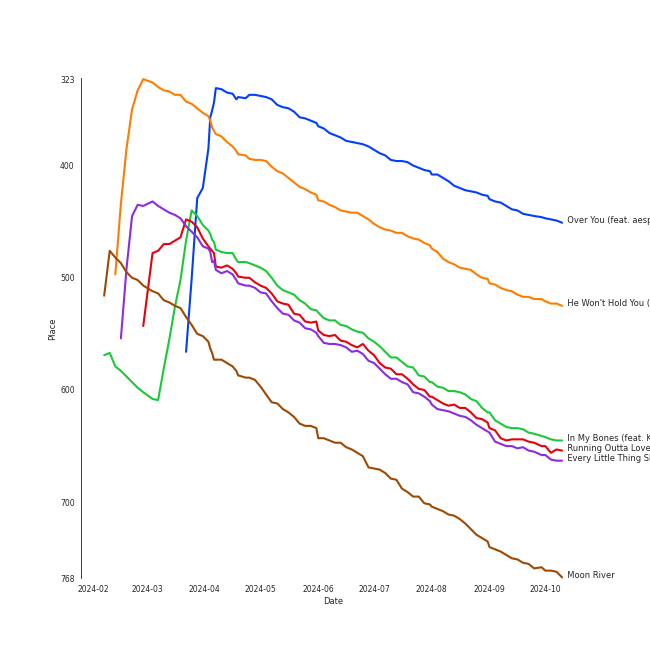 323
400
500
600
700
768
Place
2024-02 2024-03 2024-04 2024-05 2024-06 2024-07 2024-08 2024-09 2024-10
Date
Over You (feat. aesp
He Won't Hold You (
In My Bones (feat. K
Running Outta Love
Every Little Thing S
Moon River